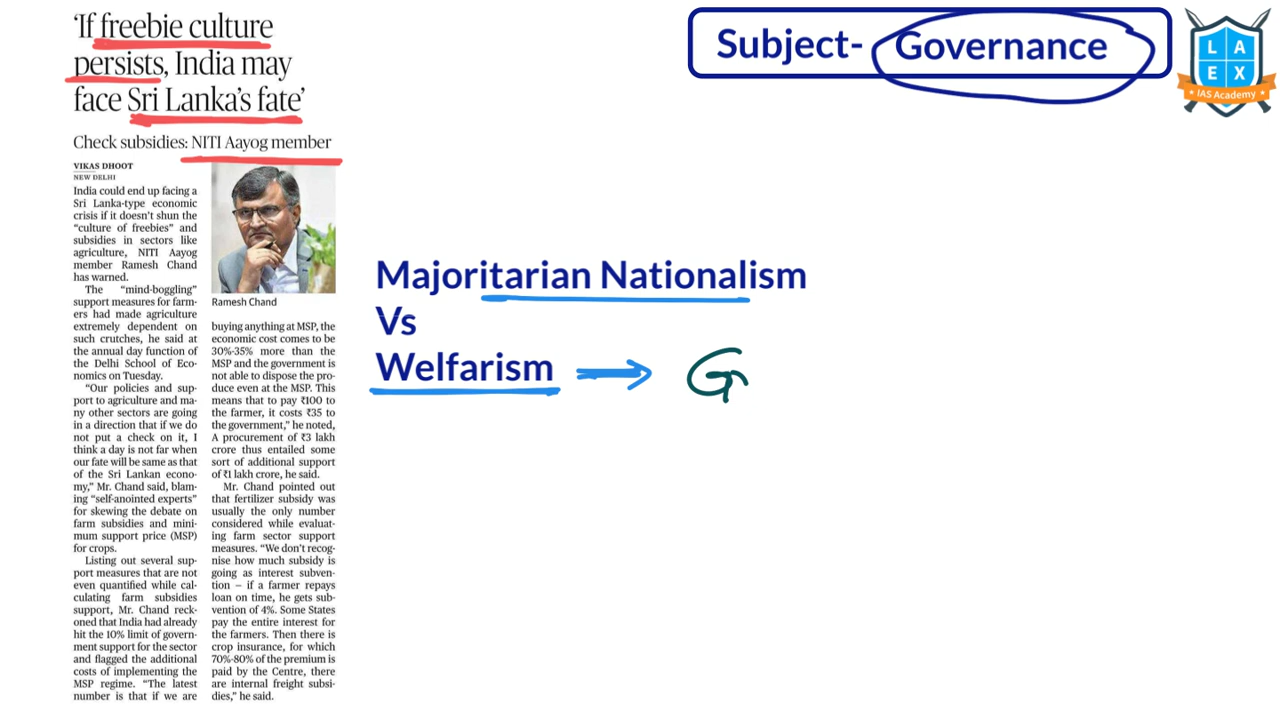 ‘If freebie culture
persists, India may
face Sri Lanka’s fate’
Check subsidies: NITI Aayog member
VIKAS DHOOT
NEW DELHI
India could end up facing a
Sri Lanka-type economic
crisis if it doesn’t shun the
“culture of freebies” and
subsidies in sectors like
agriculture, NITI Aayog
member Ramesh Chand
has warned.
The “mind-boggling”
support measures for farm-
ers had made agriculture
extremely dependent on
such crutches, he said at
the annual day function of
the Delhi School of Eco-
nomics on Tuesday.
“Our policies and sup-
port to agriculture and ma-
ny other sectors are going
in a direction that if we do
not put a check on it, I
think a day is not far when
our fate will be same as that
of the Sri Lankan econo-
my,” Mr. Chand said, blam-
ing “self-anointed experts”
for skewing the debate on
farm subsidies and mini-
mum support price (MSP)
for crops.
Listing out several sup-
port measures that are not
even quantified while cal-
culating farm subsidies
support, Mr. Chand reck-
oned that India had already
hit the 10% limit of govern-
ment support for the sector
and flagged the additional
costs of implementing the
MSP regime. “The latest
number is that if we are
Ramesh Chand
buying anything at MSP, the
economic cost comes to be
30%-35% more than the
MSP and the government is
not able to dispose the pro-
duce even at the MSP. This
means that to pay ₹100 to
the farmer, it costs ₹35 to
the government,” he noted,
A procurement of ₹3 lakh
crore thus entailed some
sort of additional support
of ₹1 lakh crore, he said.
Mr. Chand pointed out
that fertilizer subsidy was
usually the only number
considered while evaluat-
ing farm sector support
measures. “We don’t recog-
nise how much subsidy is
going as interest subven-
tion – if a farmer repays
loan on time, he gets sub-
vention of 4%. Some States
pay the entire interest for
the farmers. Then there is
crop insurance, for which
70%-80% of the premium is
paid by the Centre, there
are internal freight subsi-
dies,” he said.
Subject- Governance
L A
E X
IAS Academy
Majoritarian Nationalism
Vs
Welfarism → G